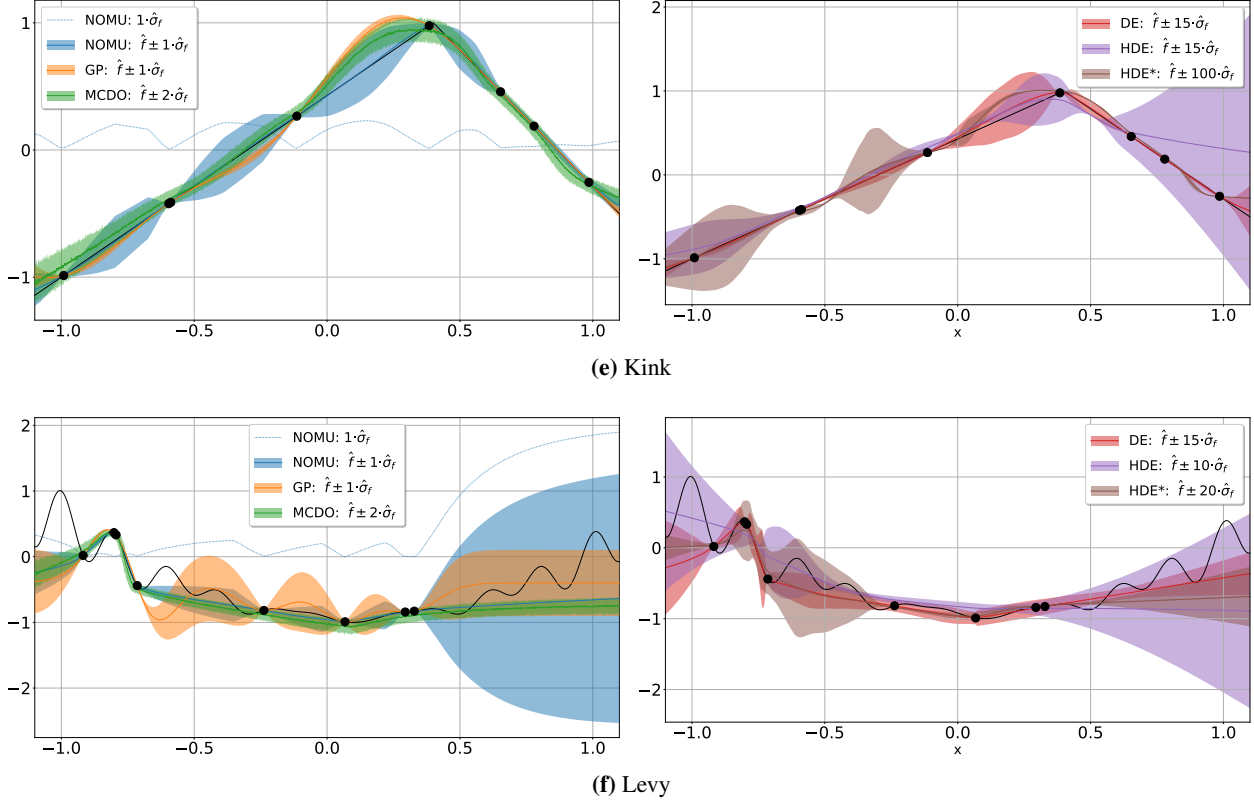 NOMU: 1·σ̂_f
NOMU: f̂ ± 1·σ̂_f
GP: f̂ ± 1·σ̂_f
MCDO: f̂ ± 2·σ̂_f
1
0
−1
−1.0 −0.5 0.0 0.5 1.0
DE: f̂ ± 15·σ̂_f
HDE: f̂ ± 15·σ̂_f
HDE*: f̂ ± 100·σ̂_f
2
1
0
−1
−1.0 −0.5 0.0 0.5 1.0
x
(e) Kink
NOMU: 1·σ̂_f
NOMU: f̂ ± 1·σ̂_f
GP: f̂ ± 1·σ̂_f
MCDO: f̂ ± 2·σ̂_f
2
1
0
−1
−2
−1.0 −0.5 0.0 0.5 1.0
DE: f̂ ± 15·σ̂_f
HDE: f̂ ± 10·σ̂_f
HDE*: f̂ ± 20·σ̂_f
1
0
−1
−2
−1.0 −0.5 0.0 0.5 1.0
x
(f) Levy